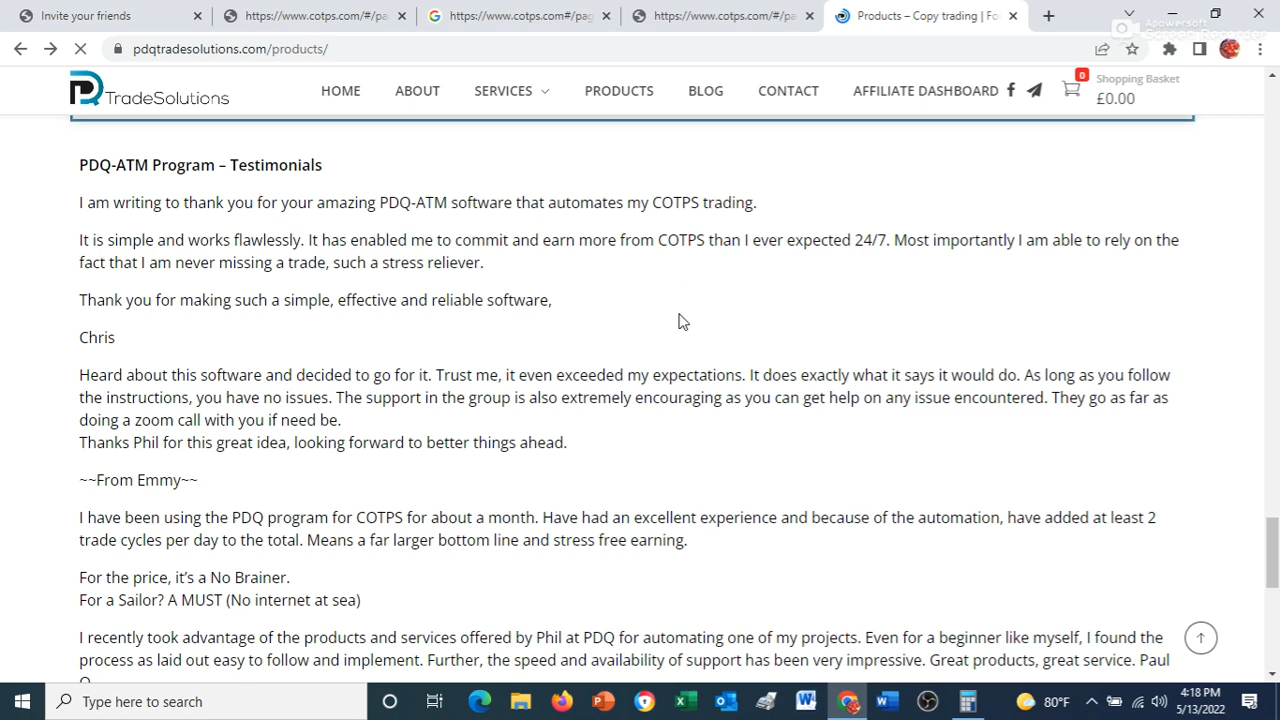 Invite your friends
https://www.cotps.com/#/pa
https://www.cotps.com#/pag
https://www.cotps.com/#/pa
Products – Copy trading | Fo
Apowersoft
Screen Recorder
pdqtradesolutions.com/products/
TradeSolutions
HOME
ABOUT
SERVICES
PRODUCTS
BLOG
CONTACT
AFFILIATE DASHBOARD
0
Shopping Basket
£0.00
PDQ-ATM Program – Testimonials
I am writing to thank you for your amazing PDQ-ATM software that automates my COTPS trading.
It is simple and works flawlessly. It has enabled me to commit and earn more from COTPS than I ever expected 24/7. Most importantly I am able to rely on the
fact that I am never missing a trade, such a stress reliever.
Thank you for making such a simple, effective and reliable software,
Chris
Heard about this software and decided to go for it. Trust me, it even exceeded my expectations. It does exactly what it says it would do. As long as you follow
the instructions, you have no issues. The support in the group is also extremely encouraging as you can get help on any issue encountered. They go as far as
doing a zoom call with you if need be.
Thanks Phil for this great idea, looking forward to better things ahead.
~~From Emmy~~
I have been using the PDQ program for COTPS for about a month. Have had an excellent experience and because of the automation, have added at least 2
trade cycles per day to the total. Means a far larger bottom line and stress free earning.
For the price, it's a No Brainer.
For a Sailor? A MUST (No internet at sea)
I recently took advantage of the products and services offered by Phil at PDQ for automating one of my projects. Even for a beginner like myself, I found the
process as laid out easy to follow and implement. Further, the speed and availability of support has been very impressive. Great products, great service. Paul
Type here to search
80°F
4:18 PM
5/13/2022